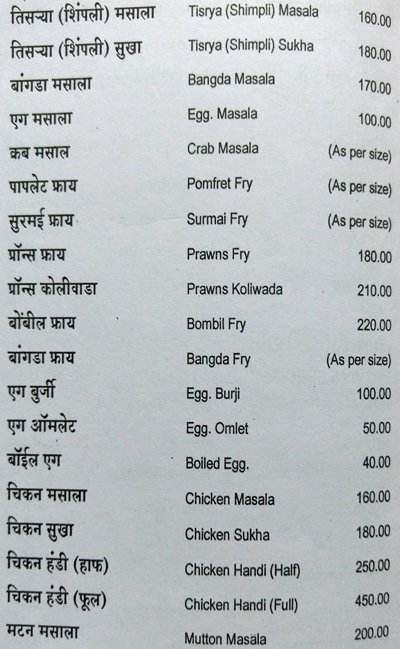 तिसऱ्या (शिंपली) मसाला Tisrya (Shimpli) Masala 160.00
तिसऱ्या (शिंपली) सुखा Tisrya (Shimpli) Sukha 180.00
बांगडा मसाला Bangda Masala 170.00
एग मसाला Egg. Masala 100.00
क्रब मसाल Crab Masala (As per size)
पापलेट फ्राय Pomfret Fry (As per size)
सुरमई फ्राय Surmai Fry (As per size)
प्रॉन्स फ्राय Prawns Fry 180.00
प्रॉन्स कोलीवाडा Prawns Koliwada 210.00
बोंबील फ्राय Bombil Fry 220.00
बांगडा फ्राय Bangda Fry (As per size)
एग बुर्जी Egg. Burji 100.00
एग ऑमलेट Egg. Omlet 50.00
बॉईल एग Boiled Egg. 40.00
चिकन मसाला Chicken Masala 160.00
चिकन सुखा Chicken Sukha 180.00
चिकन हंडी (हाफ) Chicken Handi (Half) 250.00
चिकन हंडी (फूल) Chicken Handi (Full) 450.00
मटन मसाला Mutton Masala 200.00